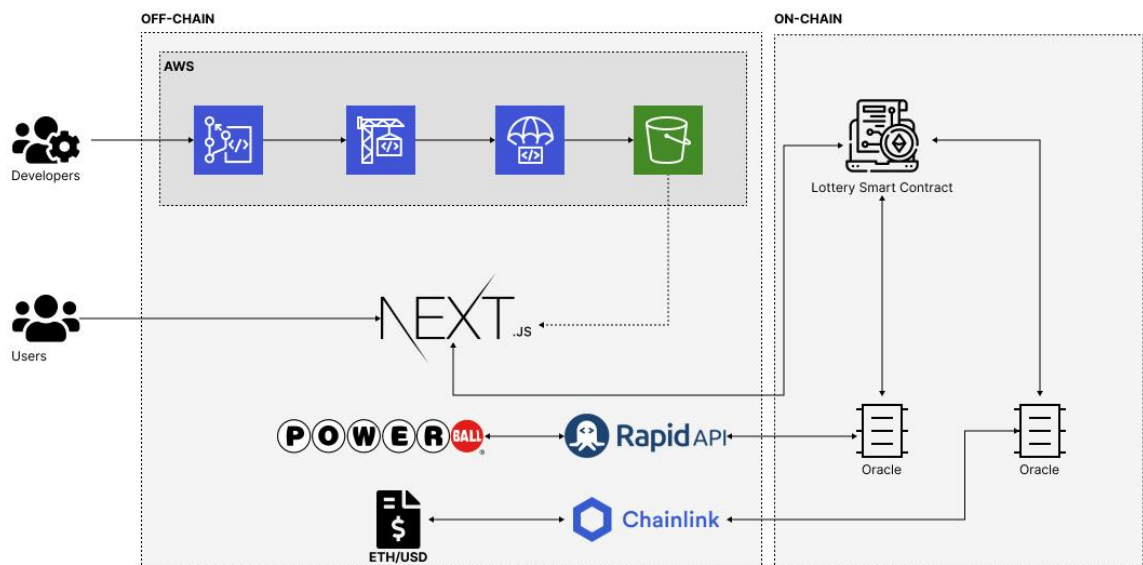 OFF-CHAIN
ON-CHAIN
AWS
Developers
Lottery Smart Contract
NEXT.JS
Users
POWERBALL®
RapidAPI
Oracle
Oracle
Chainlink
$
ETH/USD